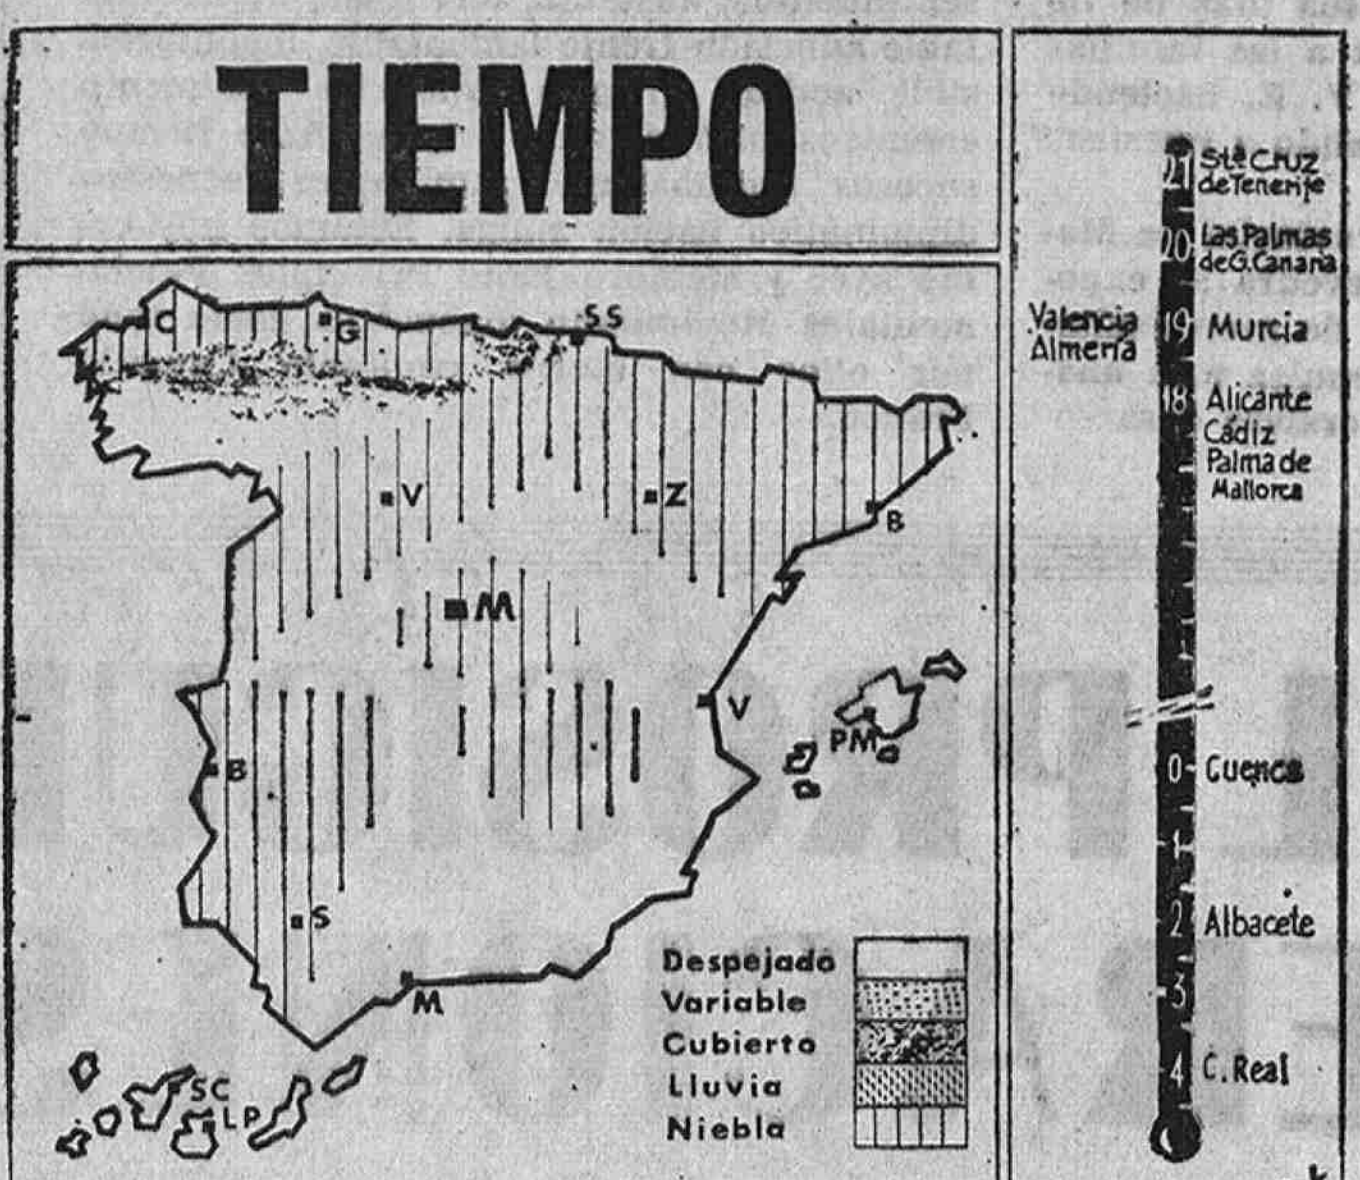 TIEMPO
C
G
SS
V
Z
B
M
V
PM
B
S
M
SC
LP
Despejado
Variable
Cubierto
Lluvia
Niebla
21 Sta Cruz
de Tenerife
20 Las Palmas
de G. Canaria
Valencia 19 Murcia
Almería
18 Alicante
Cádiz
Palma de
Mallorca
0 Cuenca
1
2 Albacete
3
4 C. Real